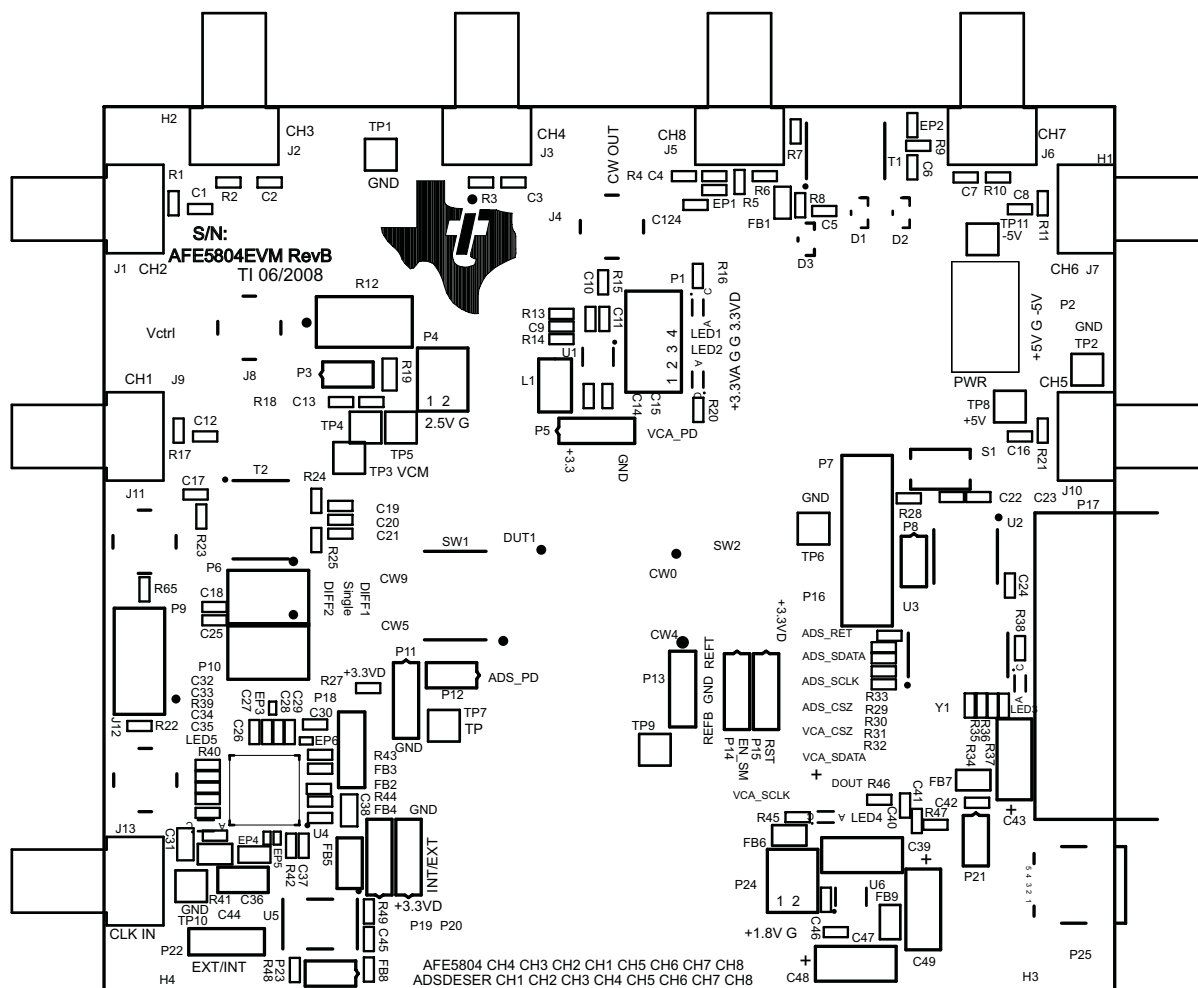 H2
CH3
J2
TP1
GND
CH4
J3
CW OUT
CH8
J5
R7
T1
EP2
R9
C6
CH7
J6
H1
R1
C1
R2
C2
R3
C3
J4
R4 C4
EP1
R5
R6
C124
FB1
R8
C5
D3
D1
D2
C7
R10
C8
TP11
-5V
R11
S/N:
AFE5804EVM RevB
TI 06/2008
J1
CH2
CH6
J7
R12
C10
R15
C11
P1
R16
C
A
LED1
LED2
A
C
+3.3VA G G 3.3VD
+5V G -5V
P2
GND
TP2
Vctrl
R13
C9
R14
U1
1 2 3 4
P4
P3
R19
L1
C14
C15
R20
PWR
CH5
CH1
J9
J8
R18
C13
1 2
2.5V G
TP4
TP5
TP3 VCM
P5
+3.3
GND
VCA_PD
TP8
+5V
C12
R17
C16
R21
S1
P7
J11
C17
T2
R24
C19
C20
C21
R23
R25
GND
TP6
R28
C22
C23
J10
P17
P8
U2
P6
SW1
DUT1
SW2
CW0
R65
P9
C18
C25
DIFF2
Single
DIFF1
CW9
CW5
P16
U3
C24
R38
+3.3VD
CW4
P10
C32
C33
R39
C34
C35
LED5
R40
C27
EP3
C28
C29
C26
R27
+3.3VD
P18
C30
EP6
P11
P12
ADS_PD
TP7
TP
GND
P13
TP9
REFB GND REFT
P14
EN_SM
P15
RST
ADS_RET
ADS_SDATA
ADS_SCLK
ADS_CSZ
VCA_CSZ
VCA_SDATA
R33
R29
R30
R31
R32
C
A
LED3
Y1
R35
R36
R34
R37
J12
R22
R43
FB3
FB2
R44
FB4
C38
GND
VCA_SCLK
+
DOUT
R46
C41
C40
R47
FB7
C42
+
C43
J13
C31
A
EP4
EP5
R42
C37
U4
FB5
INT/EXT
R45
C
A
LED4
FB6
C39
+
P21
P24
1 2
U6
FB9
5 4 3 2 1
R41
GND
TP10
C44
C36
U5
R49
C45
+3.3VD
P19 P20
+1.8V G
C46
C47
C49
CLK IN
P22
EXT/INT
R48
P23
FB8
+
C48
P25
H4
H3
AFE5804 CH4 CH3 CH2 CH1 CH5 CH6 CH7 CH8
ADSDESER CH1 CH2 CH3 CH4 CH5 CH6 CH7 CH8